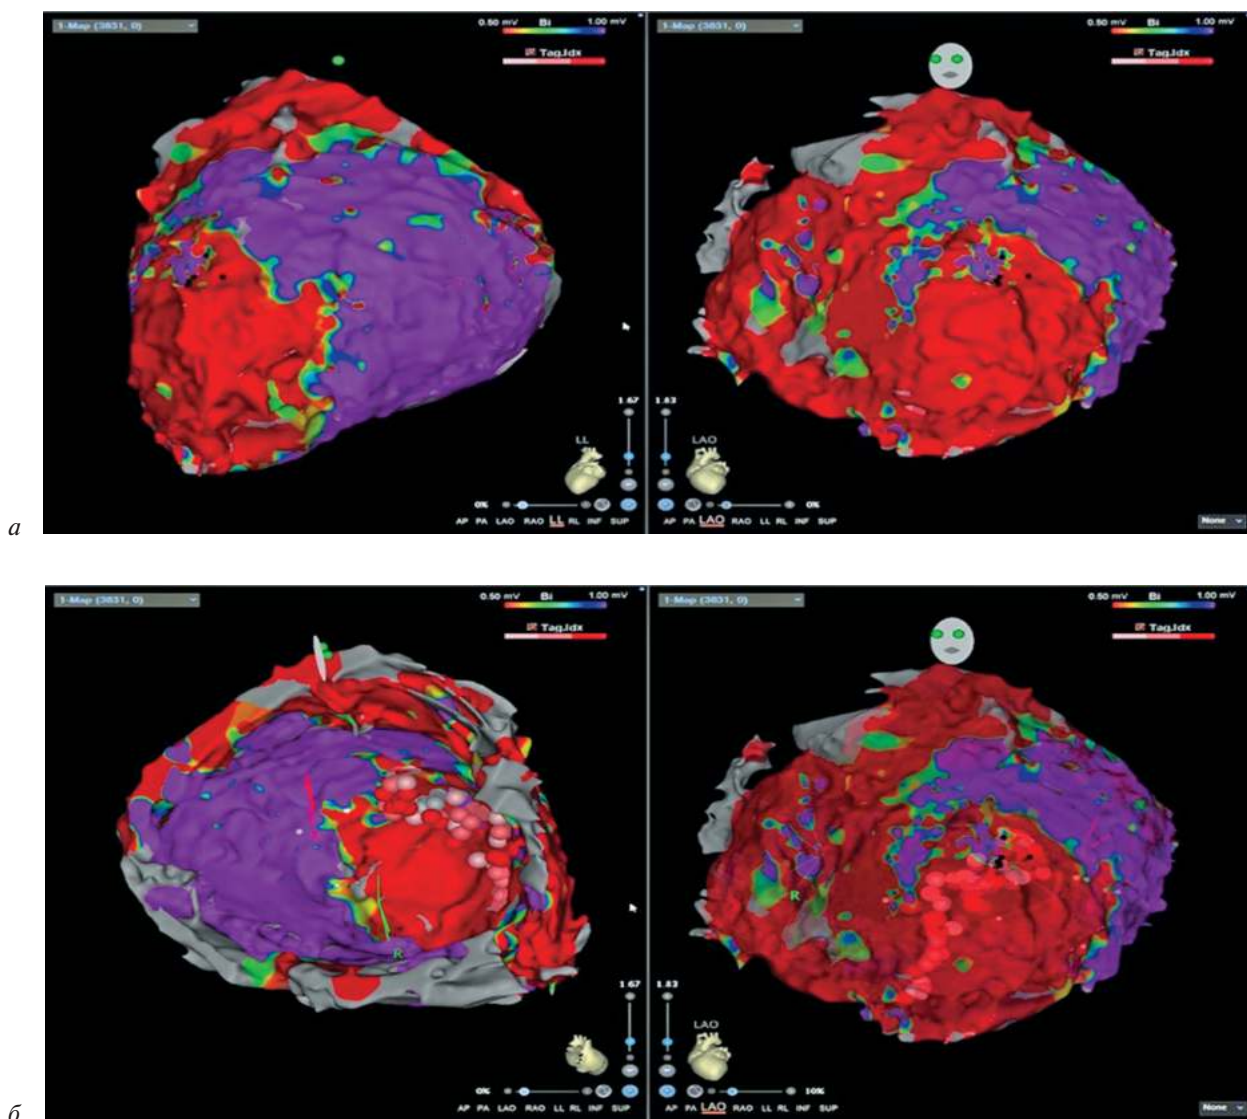 1-Map (3831, 0)
0.50 mV Bi 1.00 mV
Tag.Idx
1.67
LL
0%
AP PA LAO RAO LL RL INF SUP
1-Map (3831, 0)
0.50 mV Bi 1.00 mV
Tag.Idx
1.83
LAO
0%
AP PA LAO RAO LL RL INF SUP
None
а
1-Map (3831, 0)
0.50 mV Bi 1.00 mV
Tag.Idx
R
1.67
0%
AP PA LAO RAO LL RL INF SUP
1-Map (3831, 0)
0.50 mV Bi 1.00 mV
Tag.Idx
R
1.83
LAO
10%
AP PA LAO RAO LL RL INF SUP
None
б